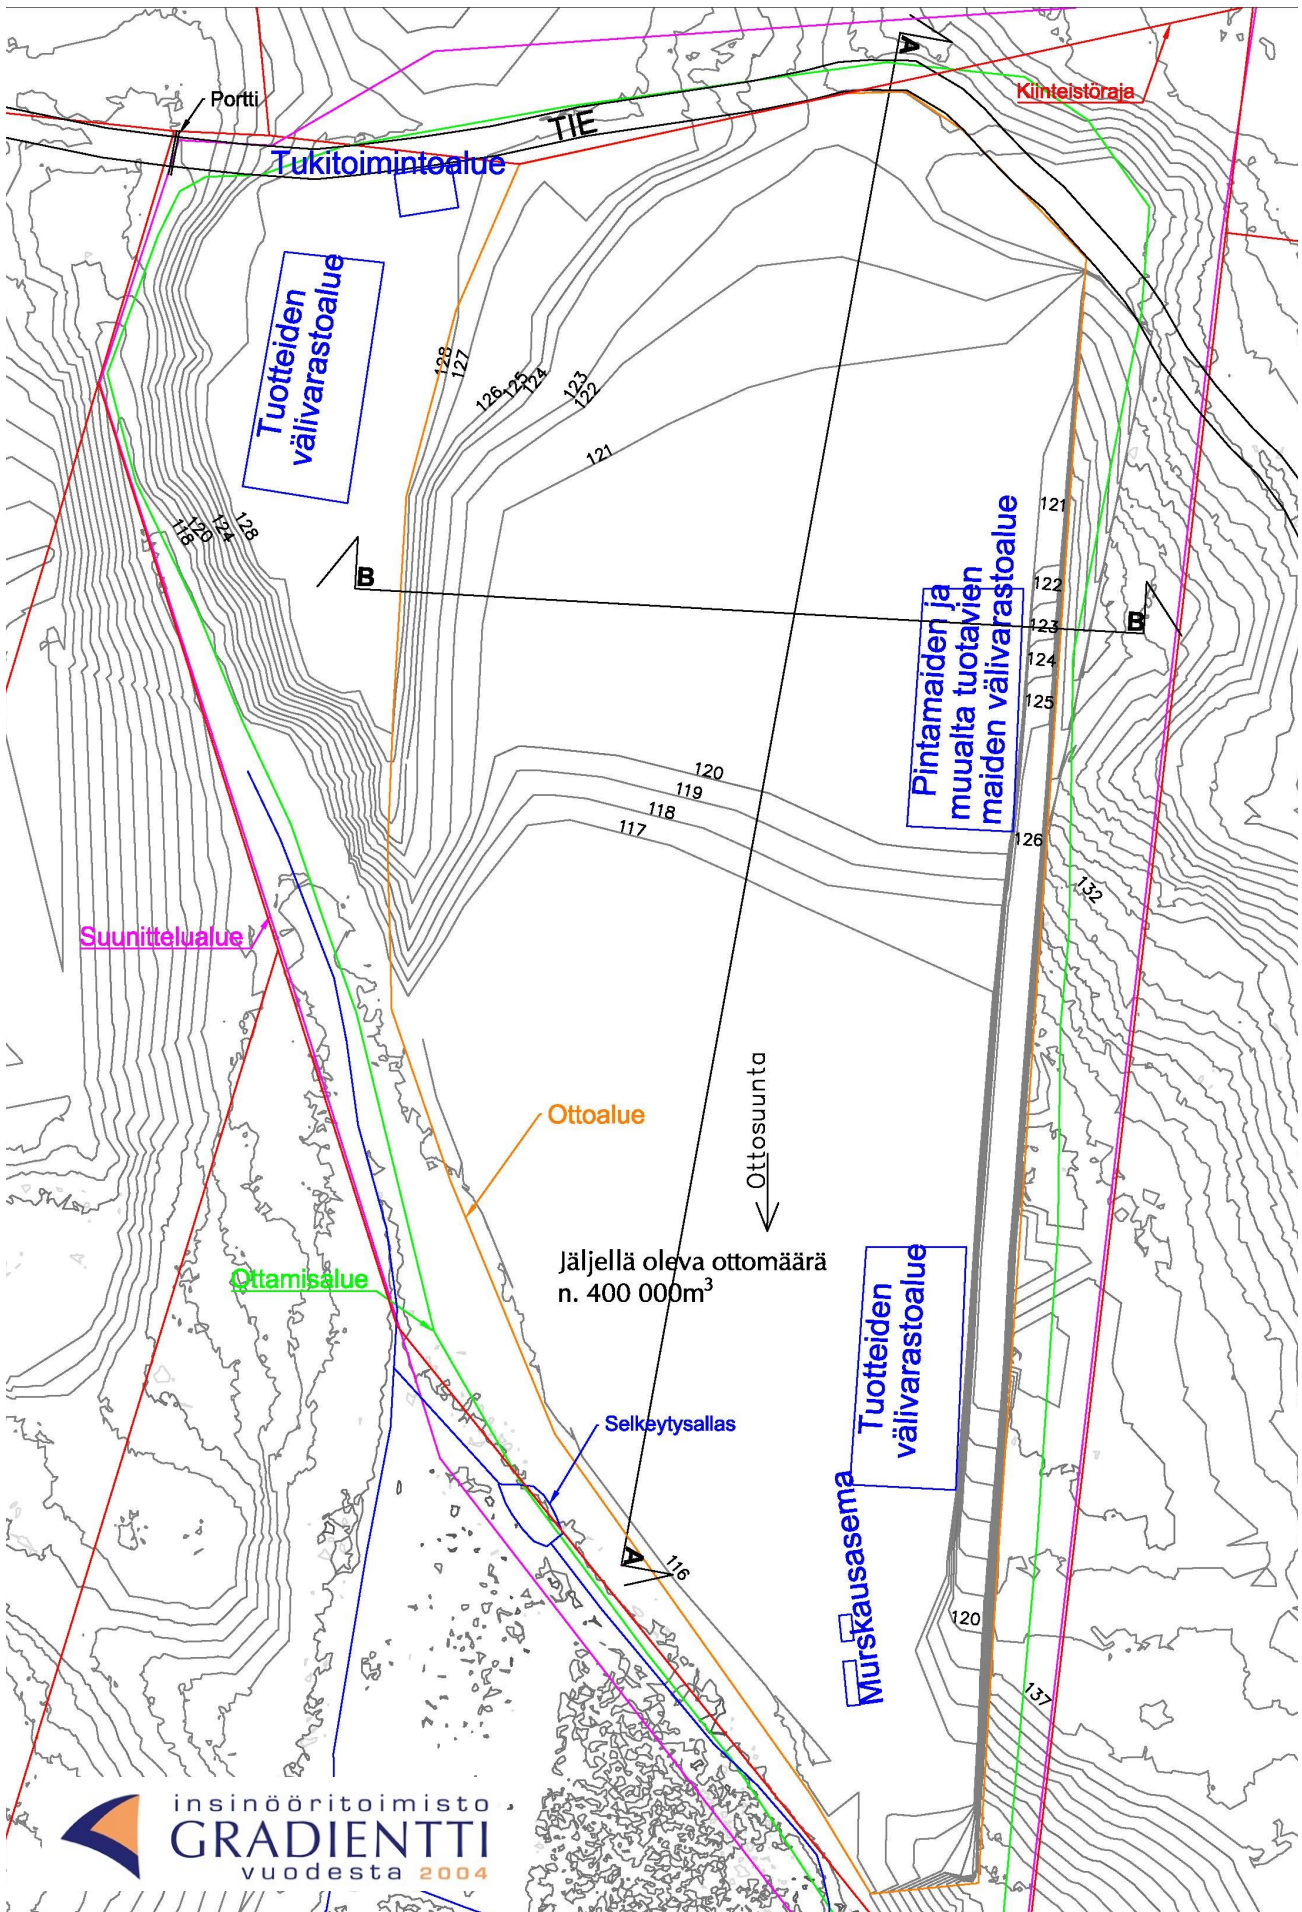 A
Kiinteistöraja
Portti
TIE
Tukitoimintoalue
Tuotteiden
välivarastoalue
128
127
126
125
124
123
122
121
128
124
120
118
B
B
Pintamaiden ja
muualta tuotavien
maiden välivarastoalue
121
122
123
124
125
126
120
119
118
117
132
Suunittelualue
Ottoalue
Ottosuunta
Jäljellä oleva ottomäärä
n. 400 000m³
Ottamisalue
Tuotteiden
välivarastoalue
Selkeytysallas
A
116
Murskausasema
120
137
insinööritoimisto
GRADIENTTI
vuodesta 2004